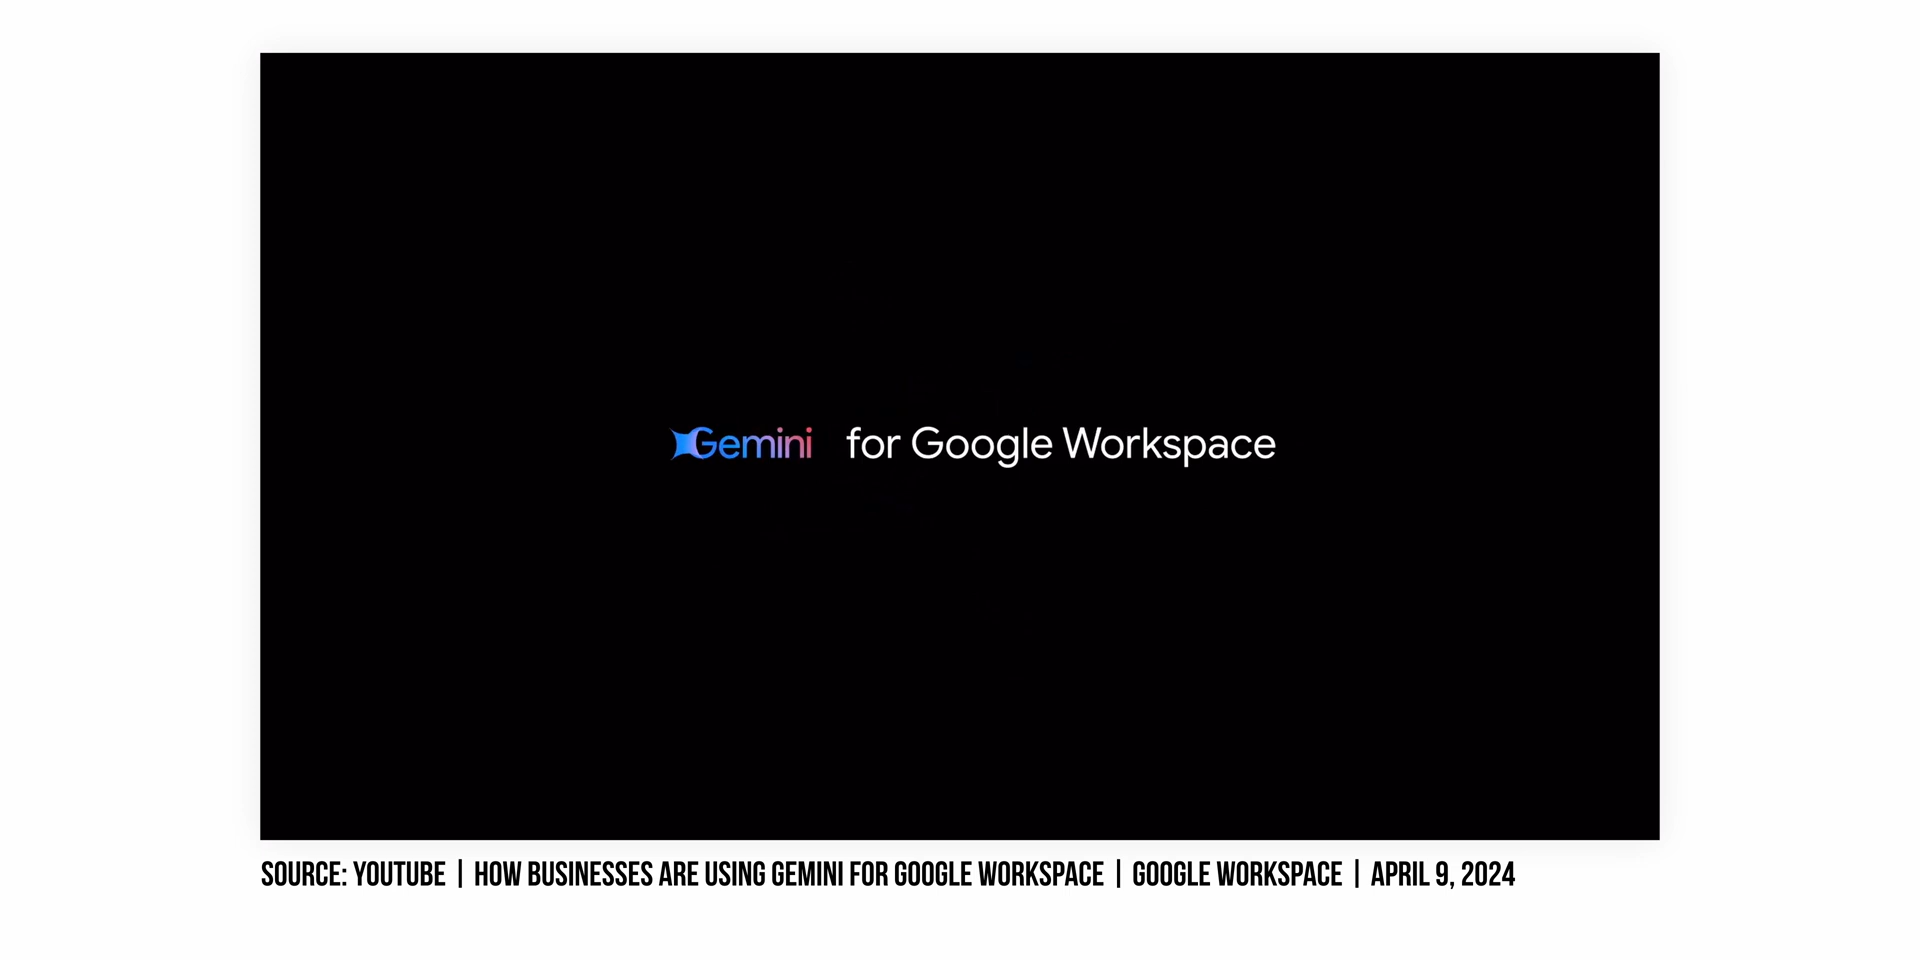 Gemini for Google Workspace
SOURCE: YOUTUBE | HOW BUSINESSES ARE USING GEMINI FOR GOOGLE WORKSPACE | GOOGLE WORKSPACE | APRIL 9, 2024